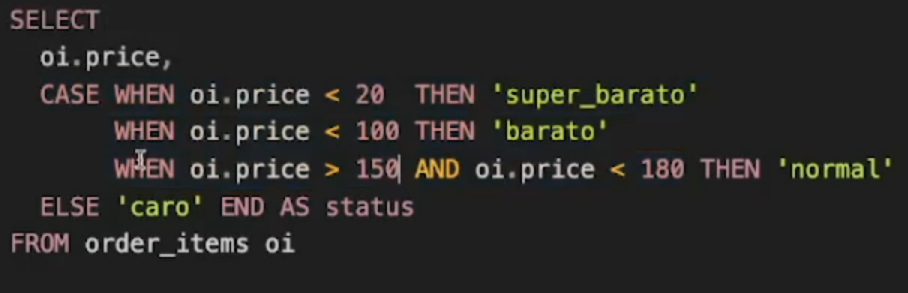 SELECT
oi.price,
CASE WHEN oi.price < 20 THEN 'super_barato'
WHEN oi.price < 100 THEN 'barato'
WHEN oi.price > 150 AND oi.price < 180 THEN 'normal'
ELSE 'caro' END AS status
FROM order_items oi